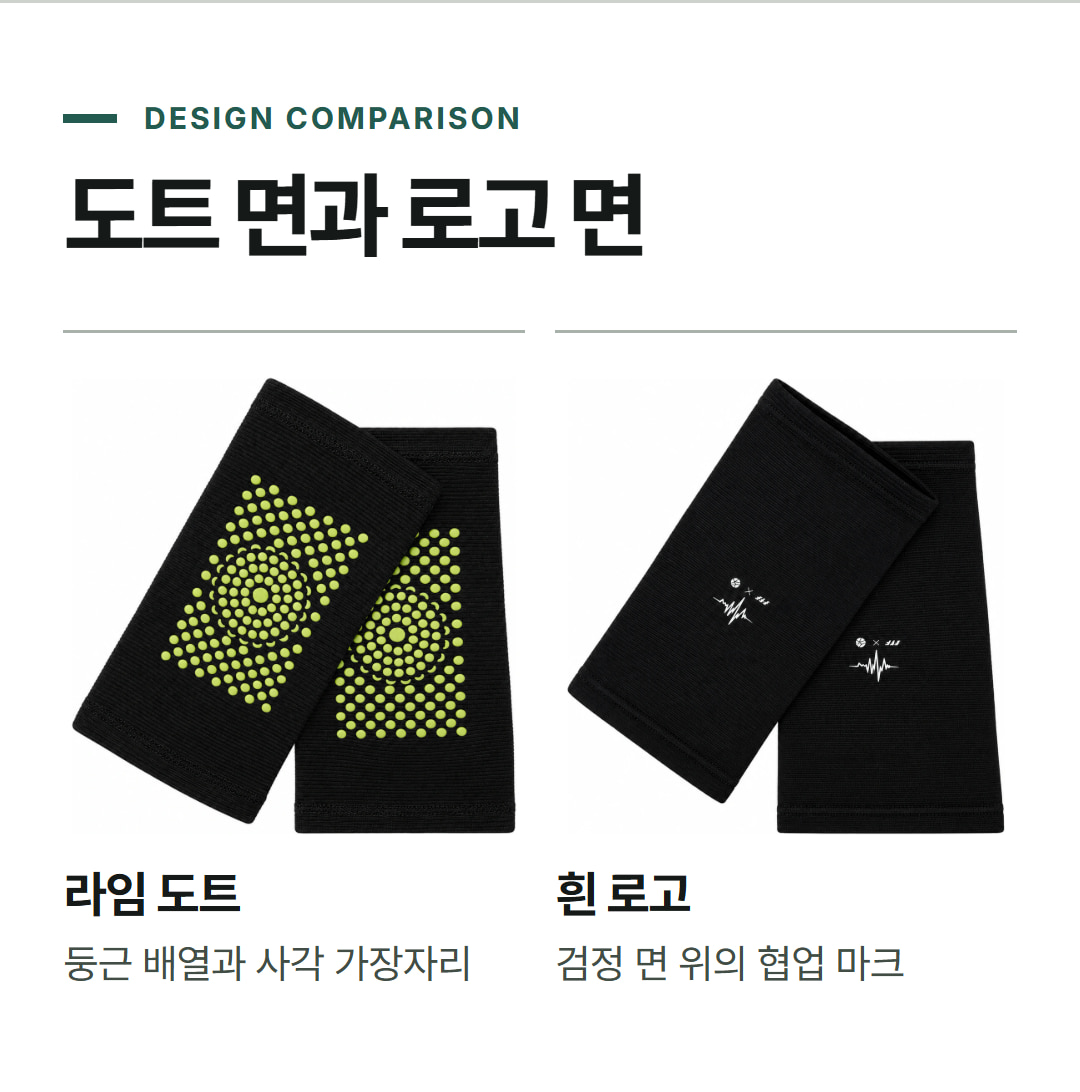 DESIGN COMPARISON
도트 면과 로고 면
라임 도트
둥근 배열과 사각 가장자리
흰 로고
검정 면 위의 협업 마크